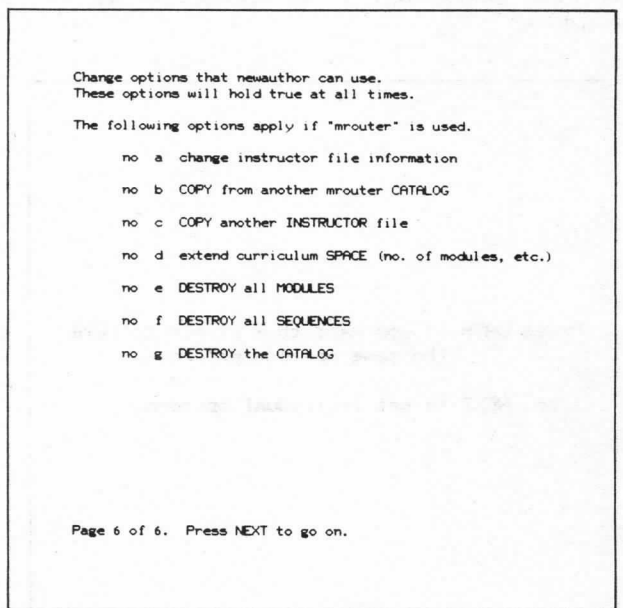 Change options that newauthor can use.
These options will hold true at all times.
The following options apply if "mrouter" is used.
no a change instructor file information
no b COPY from another mrouter CATALOG
no c COPY another INSTRUCTOR file
no d extend curriculum SPACE (no. of modules, etc.)
no e DESTROY all MODULES
no f DESTROY all SEQUENCES
no g DESTROY the CATALOG
Page 6 of 6. Press NEXT to go on.